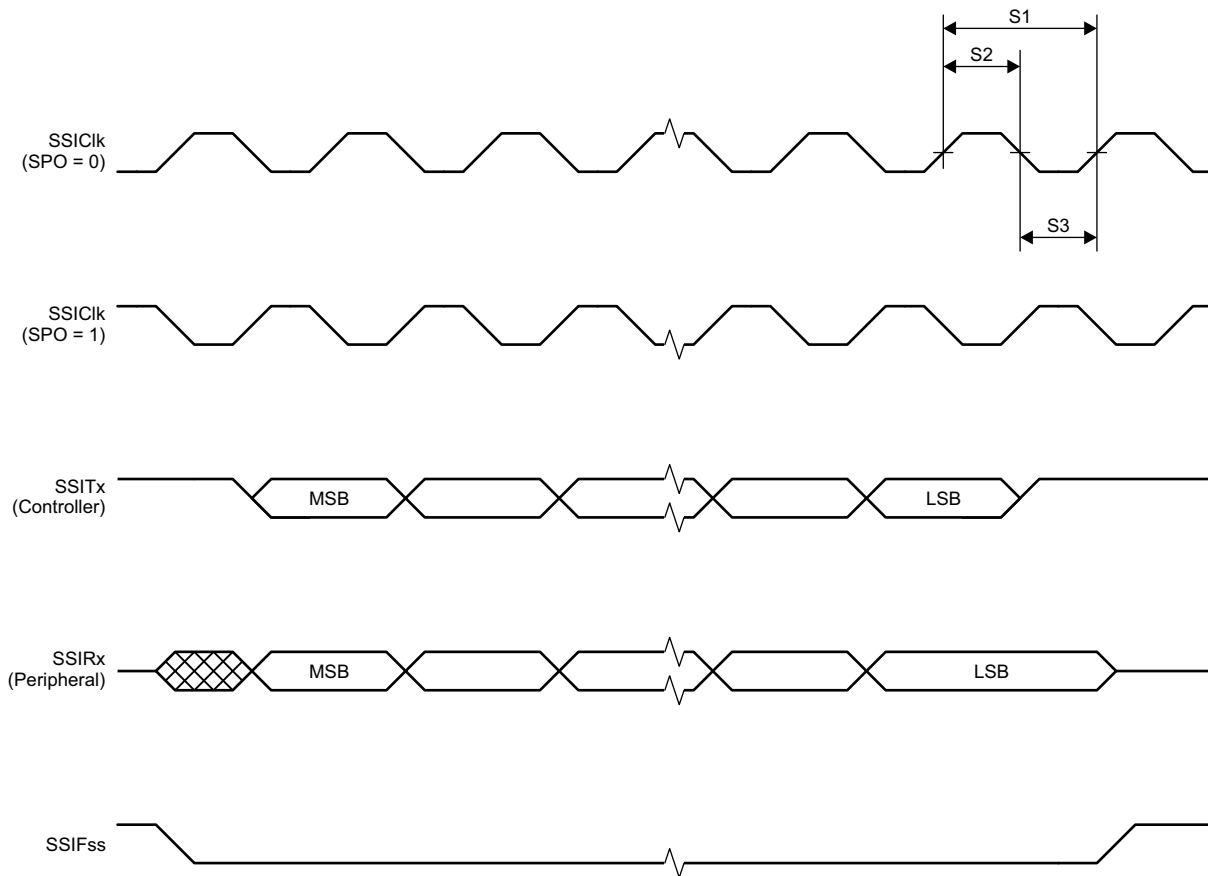 S1
S2
SSIClk
(SPO = 0)
S3
SSIClk
(SPO = 1)
SSITx
(Controller)
MSB
LSB
SSIRx
(Peripheral)
MSB
LSB
SSIFss